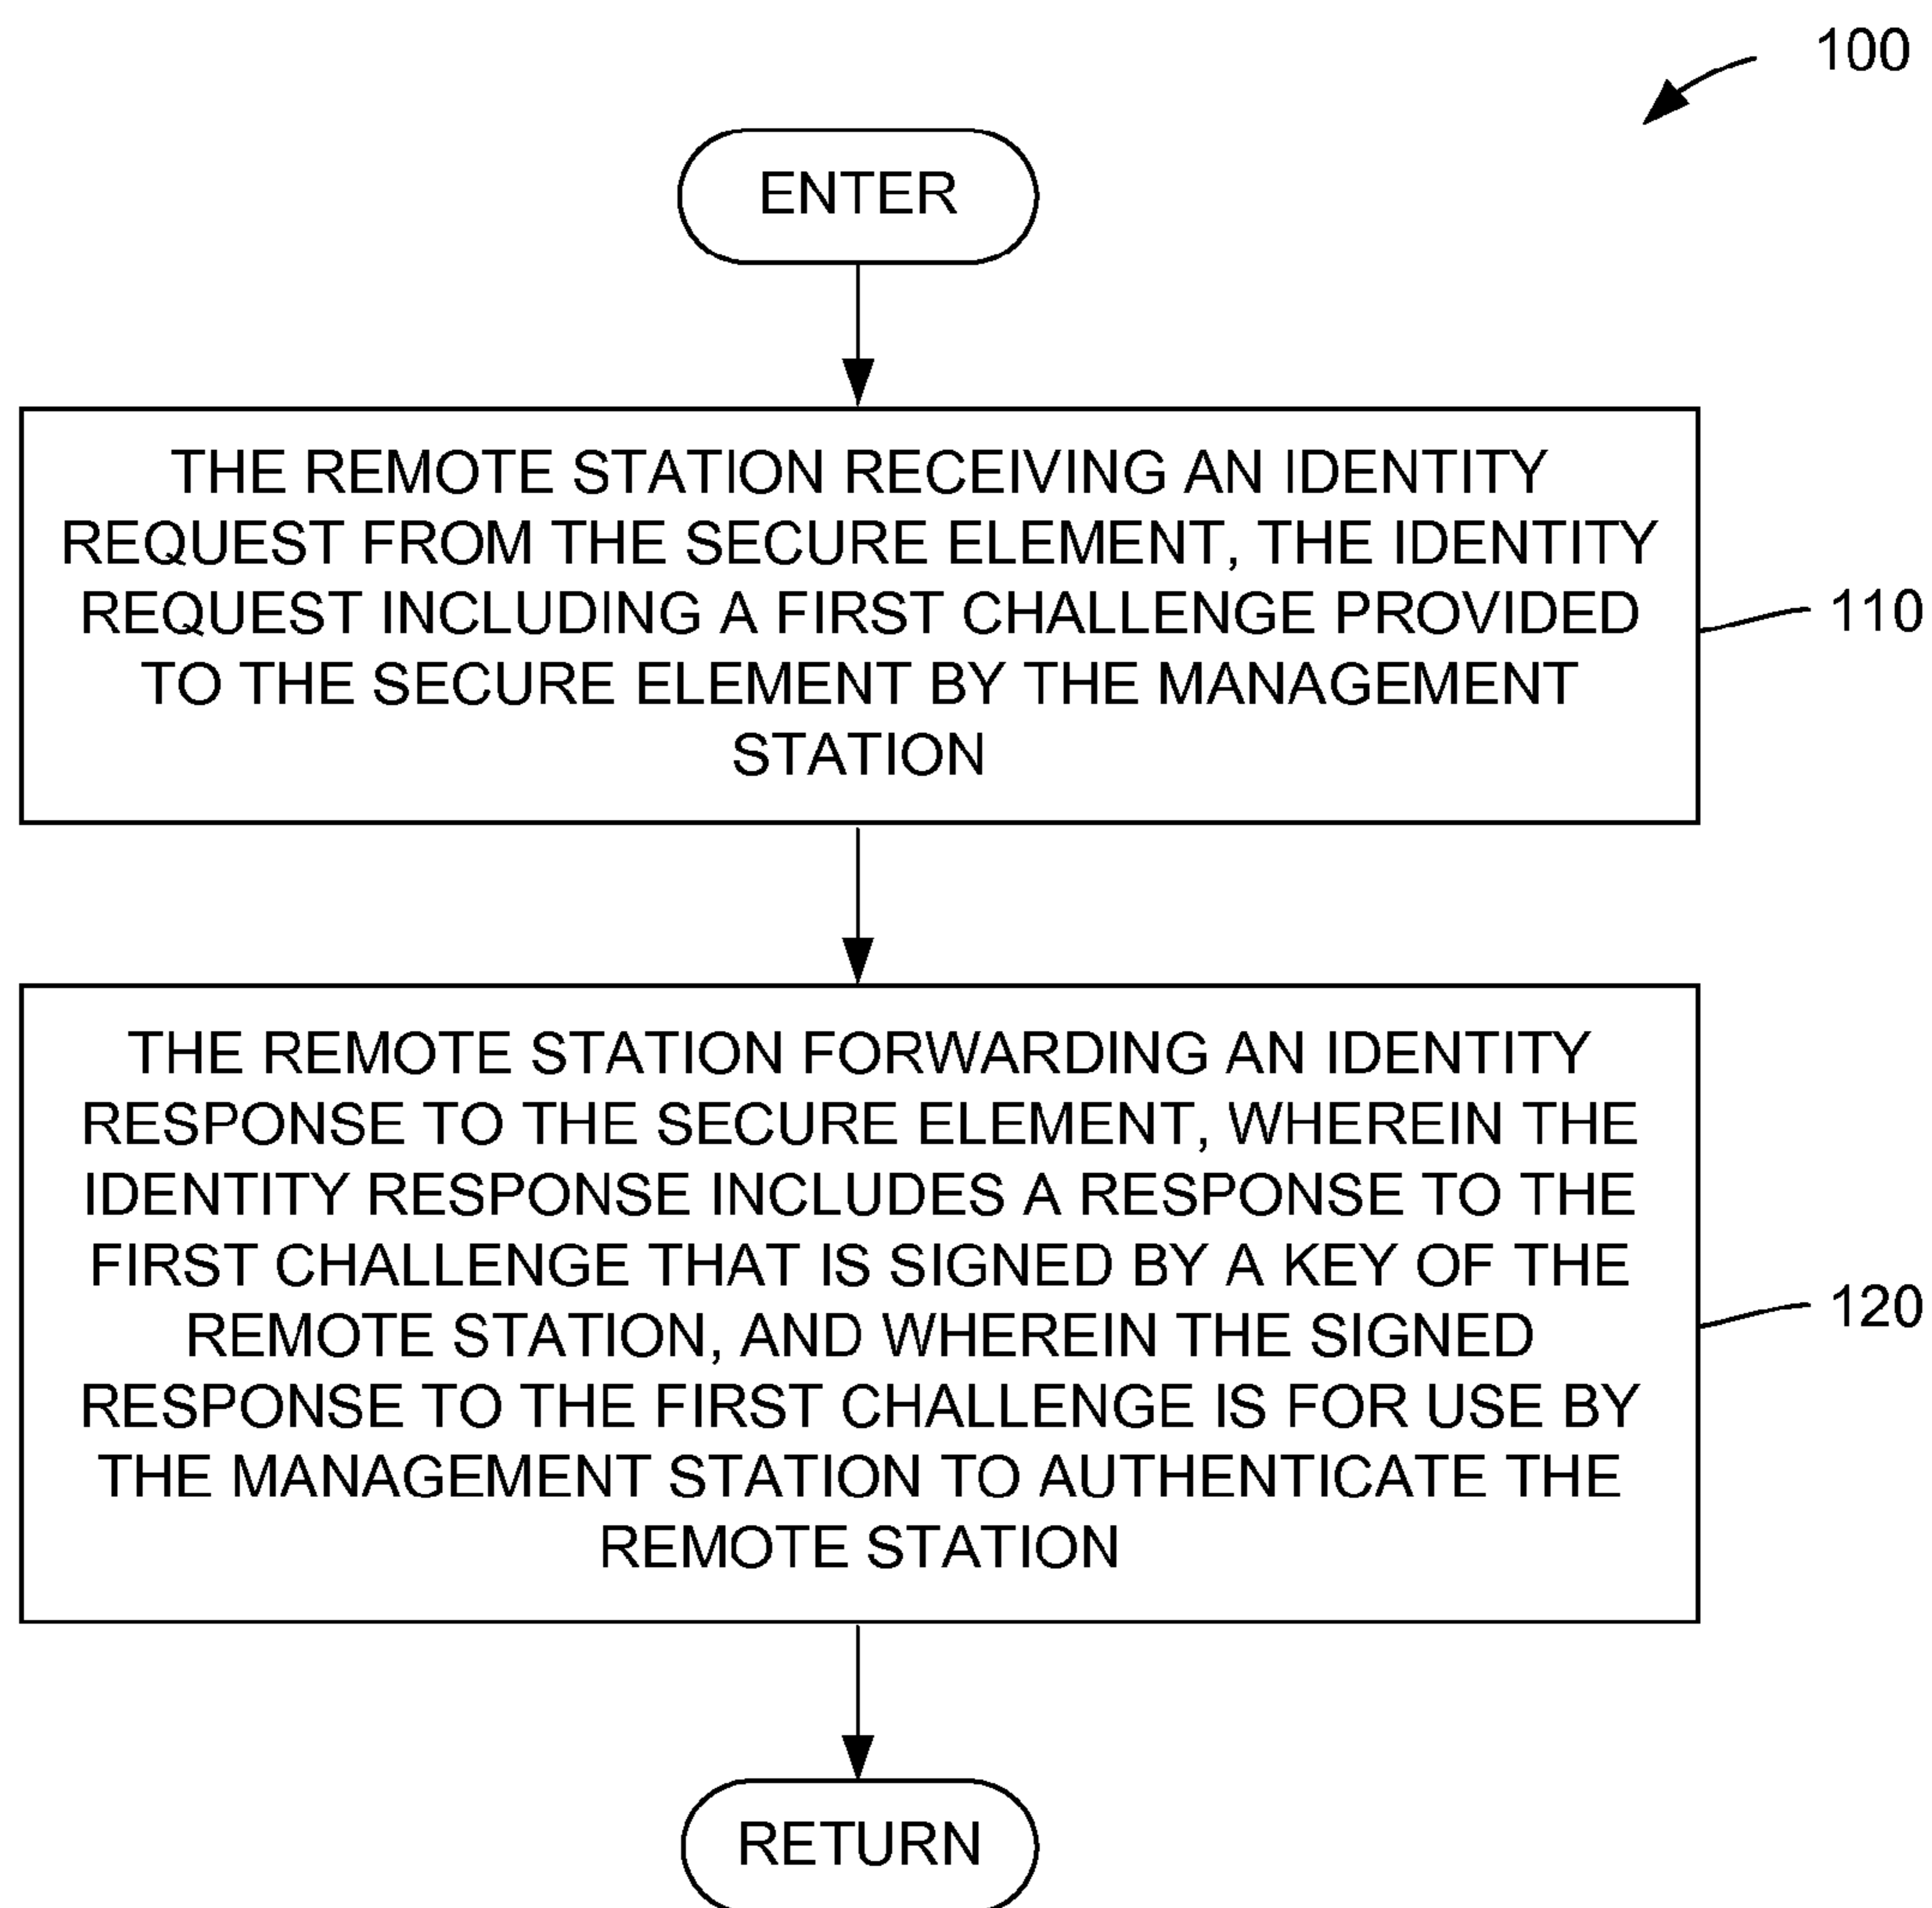 100
ENTER
THE REMOTE STATION RECEIVING AN IDENTITY
REQUEST FROM THE SECURE ELEMENT, THE IDENTITY
REQUEST INCLUDING A FIRST CHALLENGE PROVIDED
TO THE SECURE ELEMENT BY THE MANAGEMENT
STATION
110
THE REMOTE STATION FORWARDING AN IDENTITY
RESPONSE TO THE SECURE ELEMENT, WHEREIN THE
IDENTITY RESPONSE INCLUDES A RESPONSE TO THE
FIRST CHALLENGE THAT IS SIGNED BY A KEY OF THE
REMOTE STATION, AND WHEREIN THE SIGNED
RESPONSE TO THE FIRST CHALLENGE IS FOR USE BY
THE MANAGEMENT STATION TO AUTHENTICATE THE
REMOTE STATION
120
RETURN